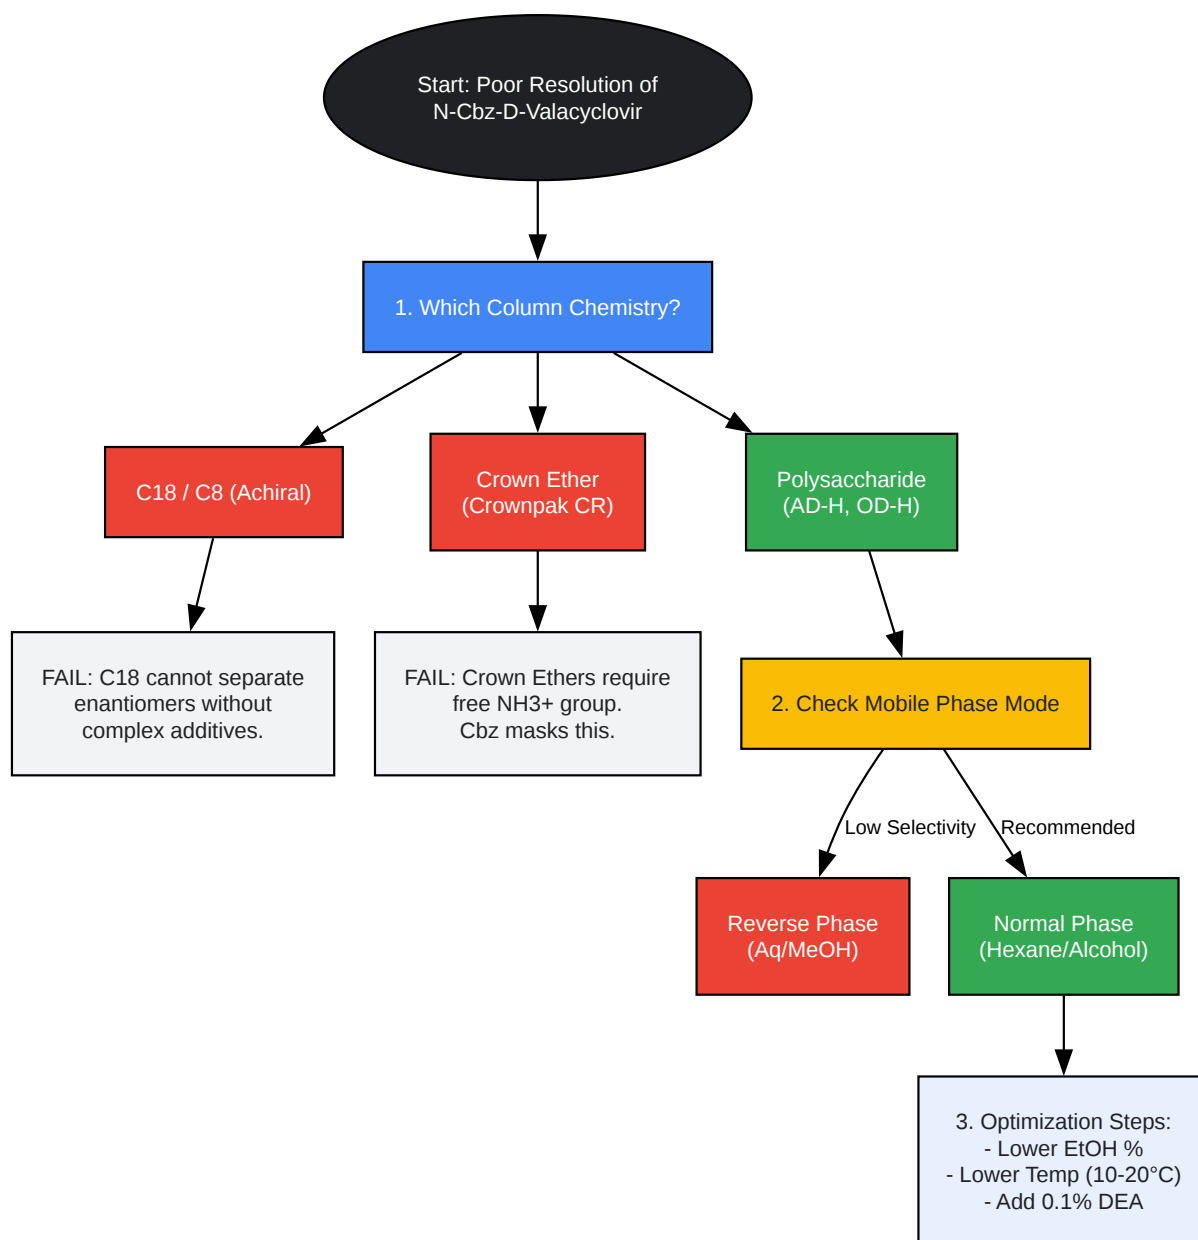 Start: Poor Resolution of
N-Cbz-D-Valacyclovir
1. Which Column Chemistry?
C18 / C8 (Achiral)
Crown Ether
(Crownpak CR)
Polysaccharide
(AD-H, OD-H)
FAIL: C18 cannot separate
enantiomers without
complex additives.
FAIL: Crown Ethers require
free NH3+ group.
Cbz masks this.
2. Check Mobile Phase Mode
Low Selectivity
Recommended
Reverse Phase
(Aq/MeOH)
Normal Phase
(Hexane/Alcohol)
3. Optimization Steps:
- Lower EtOH %
- Lower Temp (10-20°C)
- Add 0.1% DEA